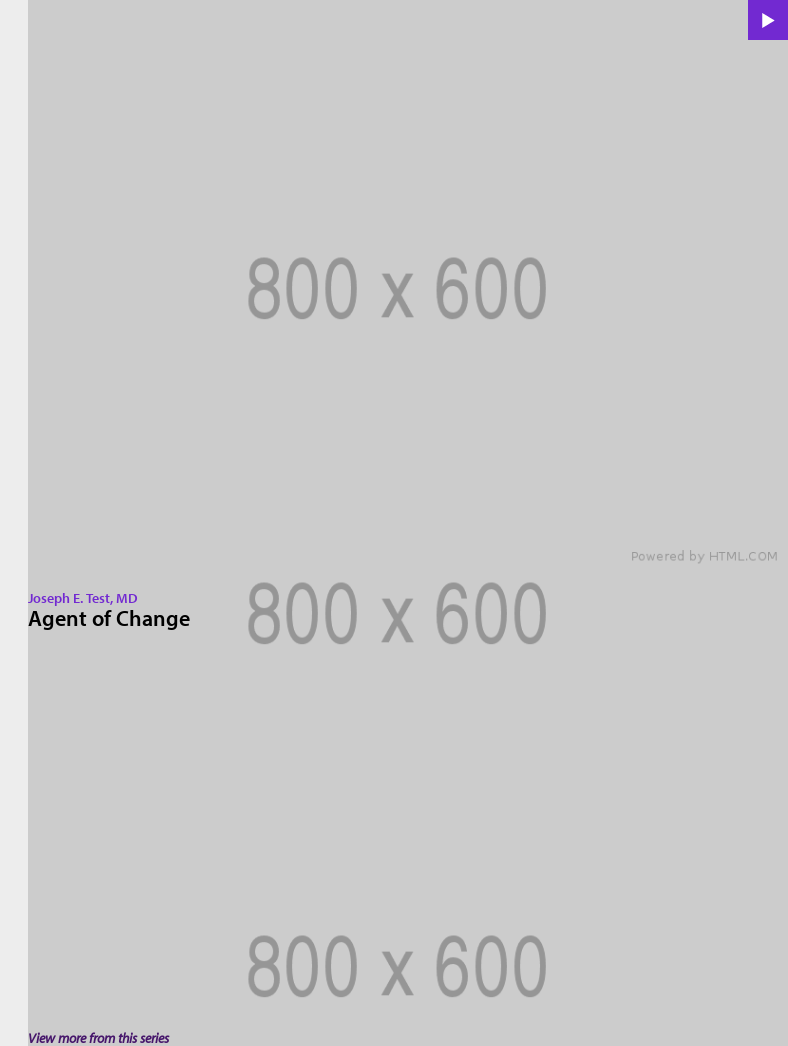 800 x 600
Powered by HTML.COM
Joseph E. Test, MD
Agent of Change
800 x 600
800 x 600
View more from this series